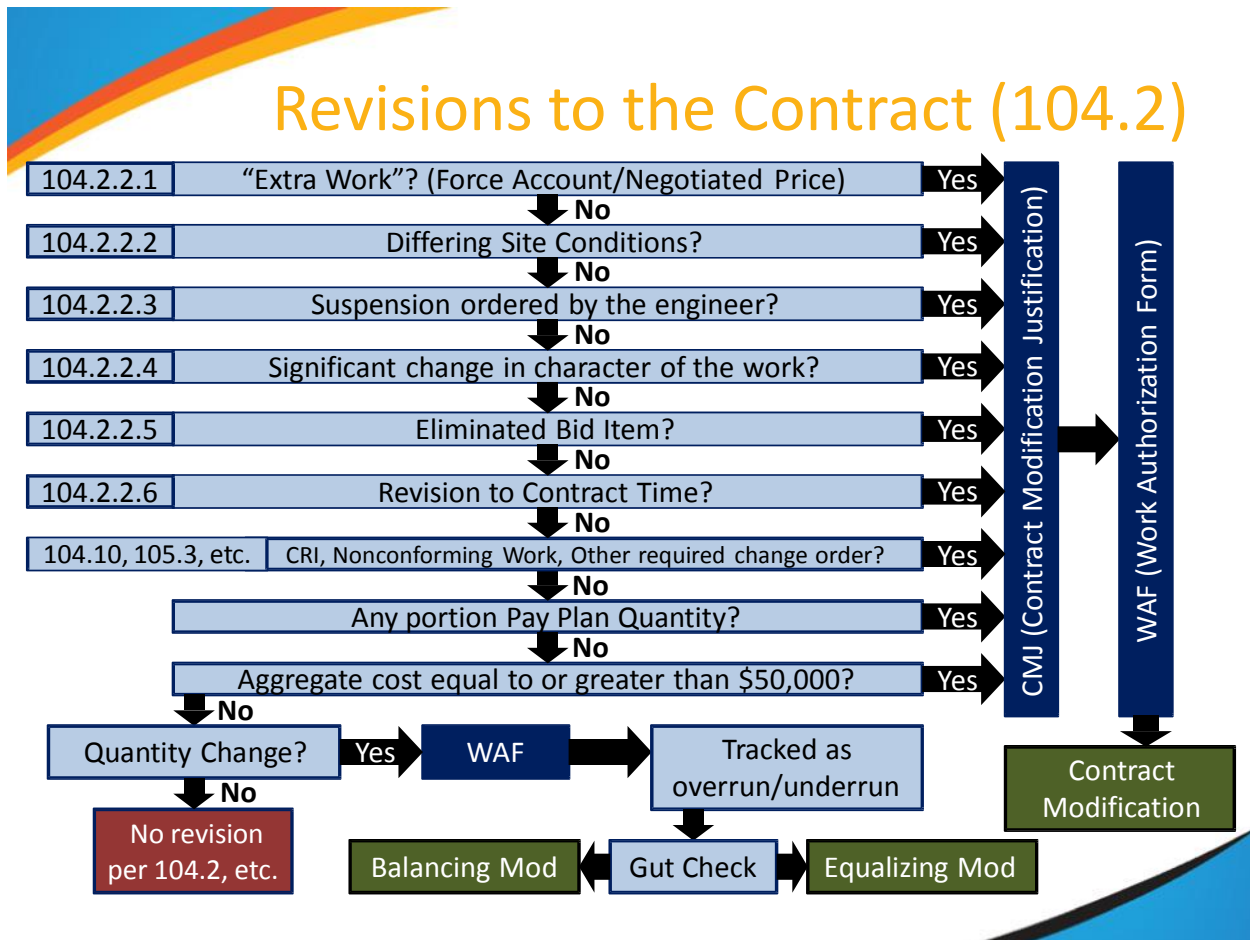 Revisions to the Contract (104.2)
104.2.2.1 “Extra Work”? (Force Account/Negotiated Price) Yes
No
104.2.2.2 Differing Site Conditions? Yes
No
104.2.2.3 Suspension ordered by the engineer? Yes
No
104.2.2.4 Significant change in character of the work? Yes
No
104.2.2.5 Eliminated Bid Item? Yes
No
104.2.2.6 Revision to Contract Time? Yes
No
104.10, 105.3, etc. CRI, Nonconforming Work, Other required change order? Yes
No
Any portion Pay Plan Quantity? Yes
No
Aggregate cost equal to or greater than $50,000? Yes
No
CMJ (Contract Modification Justification)
WAF (Work Authorization Form)
Quantity Change? Yes WAF
Tracked as
overrun/underrun
Contract
Modification
No
No revision
per 104.2, etc.
Balancing Mod Gut Check Equalizing Mod